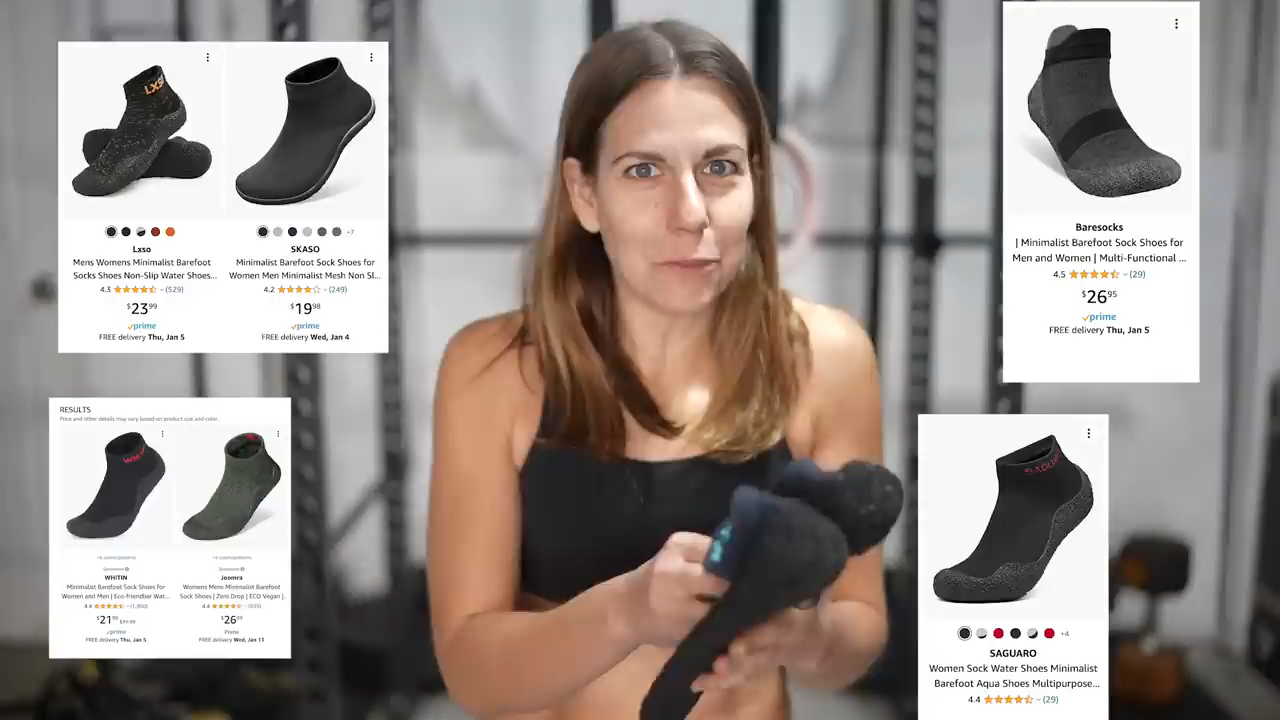 LXSO
+7
Lxso
Mens Womens Minimalist Barefoot
Socks Shoes Non-Slip Water Shoes...
4.3 (529)
$23 99
prime
FREE delivery Thu, Jan 5
SKASO
Minimalist Barefoot Sock Shoes for
Women Men Minimalist Mesh Non Sl...
4.2 (249)
$19 98
prime
FREE delivery Wed, Jan 4
Baresocks
| Minimalist Barefoot Sock Shoes for
Men and Women | Multi-Functional ...
4.5 (29)
$26 95
prime
FREE delivery Thu, Jan 5
RESULTS
Price and other details may vary based on product size and color.
WHITIN
Minimalist Barefoot Sock Shoes for
Women and Men | Eco-friendlier Wat...
4.4
$21 99
prime
FREE delivery Thu, Jan 5
Joomra
Womens Mens Minimalist Barefoot
Sock Shoes | Zero Drop | ECO Vegan |.
4.4
$26 99
Prime
FREE delivery Wed, Jan 11
SAGUARO
+4
SAGUARO
Women Sock Water Shoes Minimalist
Barefoot Aqua Shoes Multipurpose...
4.4 (29)